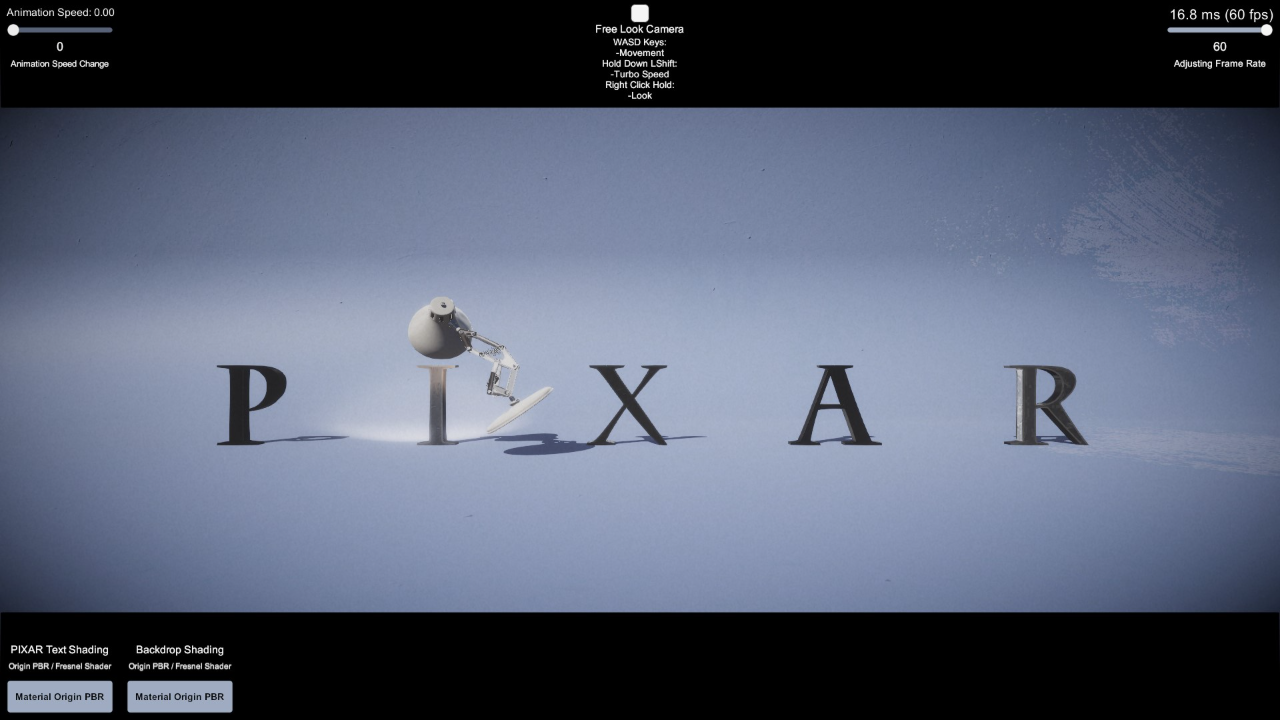 Animation Speed: 0.00
0
Animation Speed Change
Free Look Camera
WASD Keys:
-Movement
Hold Down LShift:
-Turbo Speed
Right Click Hold:
-Look
16.8 ms (60 fps)
60
Adjusting Frame Rate
PIXAR
PIXAR Text Shading
Origin PBR / Fresnel Shader
Material Origin PBR
Backdrop Shading
Origin PBR / Fresnel Shader
Material Origin PBR